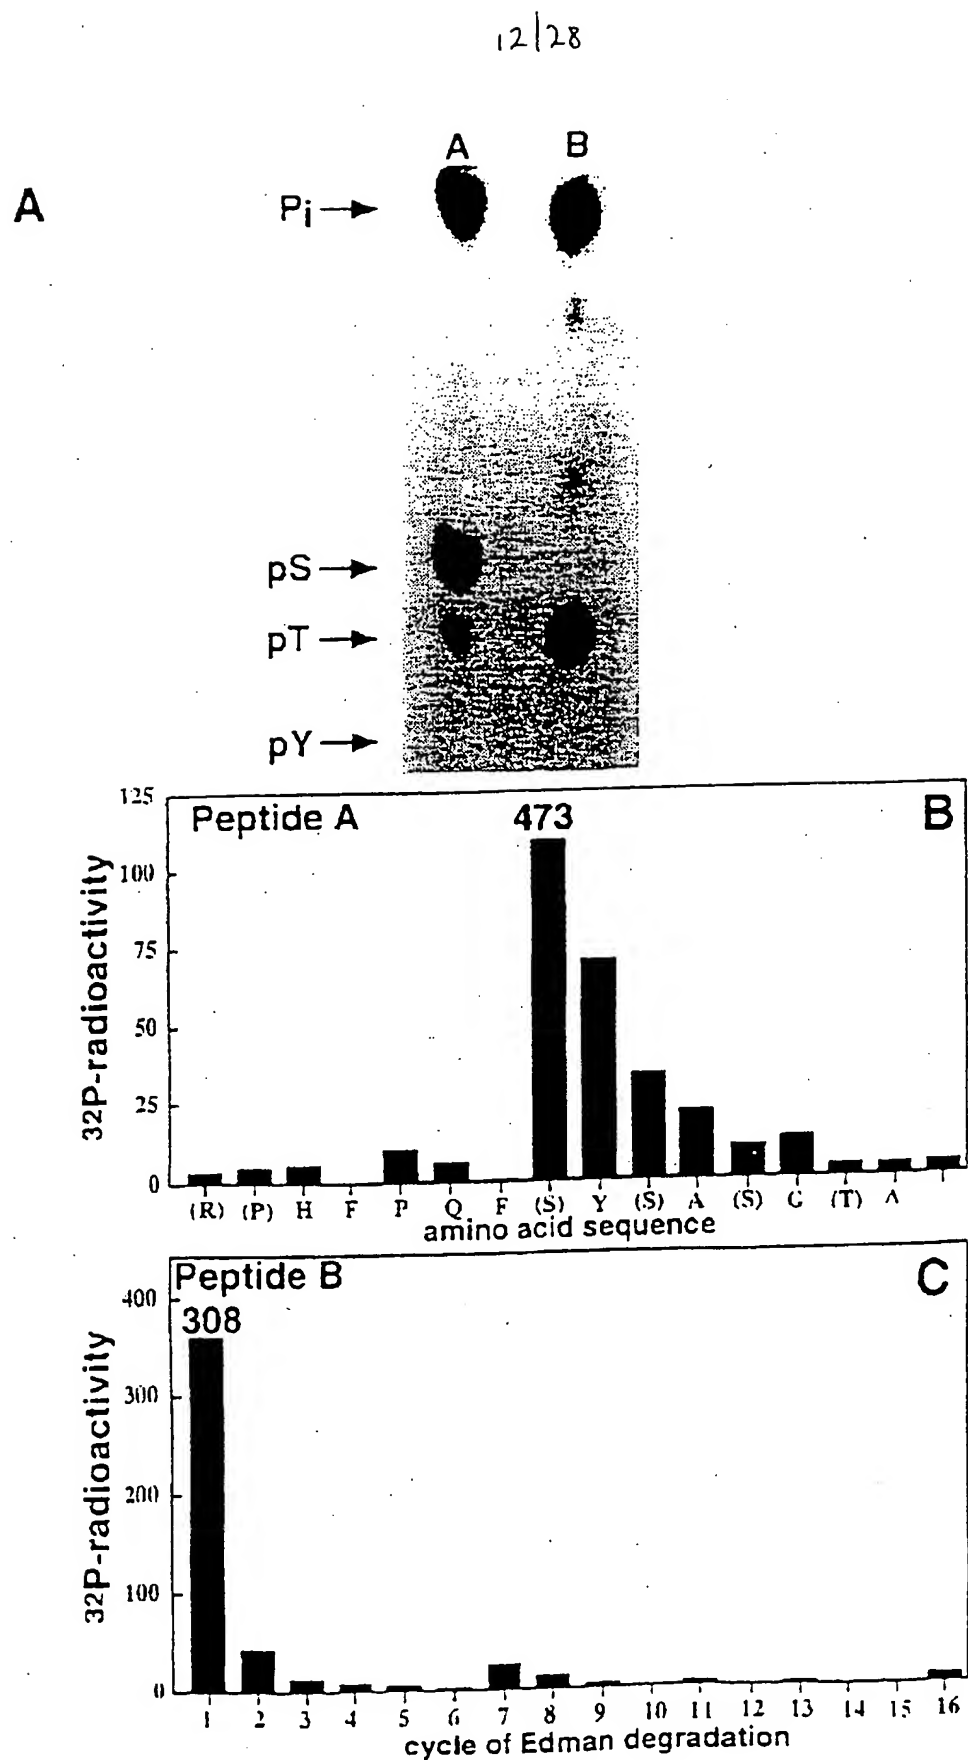 12/28
A B
A
Pi
pS
pT
pY
Peptide A
473
B
125
100
75
50
25
0
32P-radioactivity
(R) (P) H F P Q F (S) Y (S) A (S) G (T) A
amino acid sequence
Peptide B
308
C
400
300
200
100
0
32P-radioactivity
1 2 3 4 5 6 7 8 9 10 11 12 13 14 15 16
cycle of Edman degradation